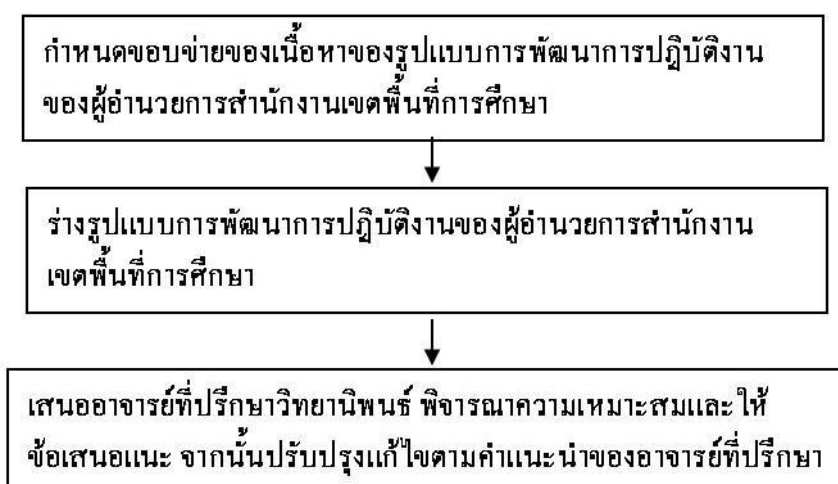 กำหนดขอบข่ายของเนื้อหาของรูปแบบการพัฒนาการปฏิบัติงาน
ของผู้อำนวยการสำนักงานเขตพื้นที่การศึกษา
ร่างรูปแบบการพัฒนาการปฏิบัติงานของผู้อำนวยการสำนักงาน
เขตพื้นที่การศึกษา
เสนออาจารย์ที่ปรึกษาวิทยานิพนธ์ พิจารณาความเหมาะสมและให้
ข้อเสนอแนะ จากนั้นปรับปรุงแก้ไขตามคำแนะนำของอาจารย์ที่ปรึกษา